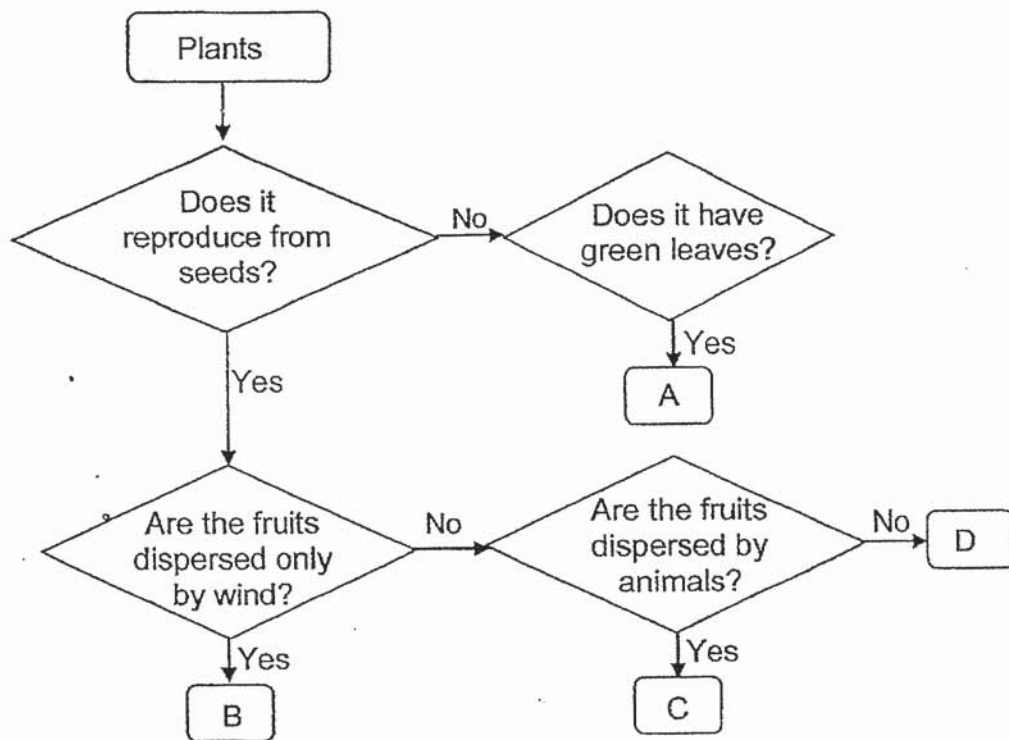 Plants
Does it
reproduce from
seeds?
No
Does it have
green leaves?
Yes
A
Yes
Are the fruits
dispersed only
by wind?
No
Are the fruits
dispersed by
animals?
No
D
Yes
B
Yes
C